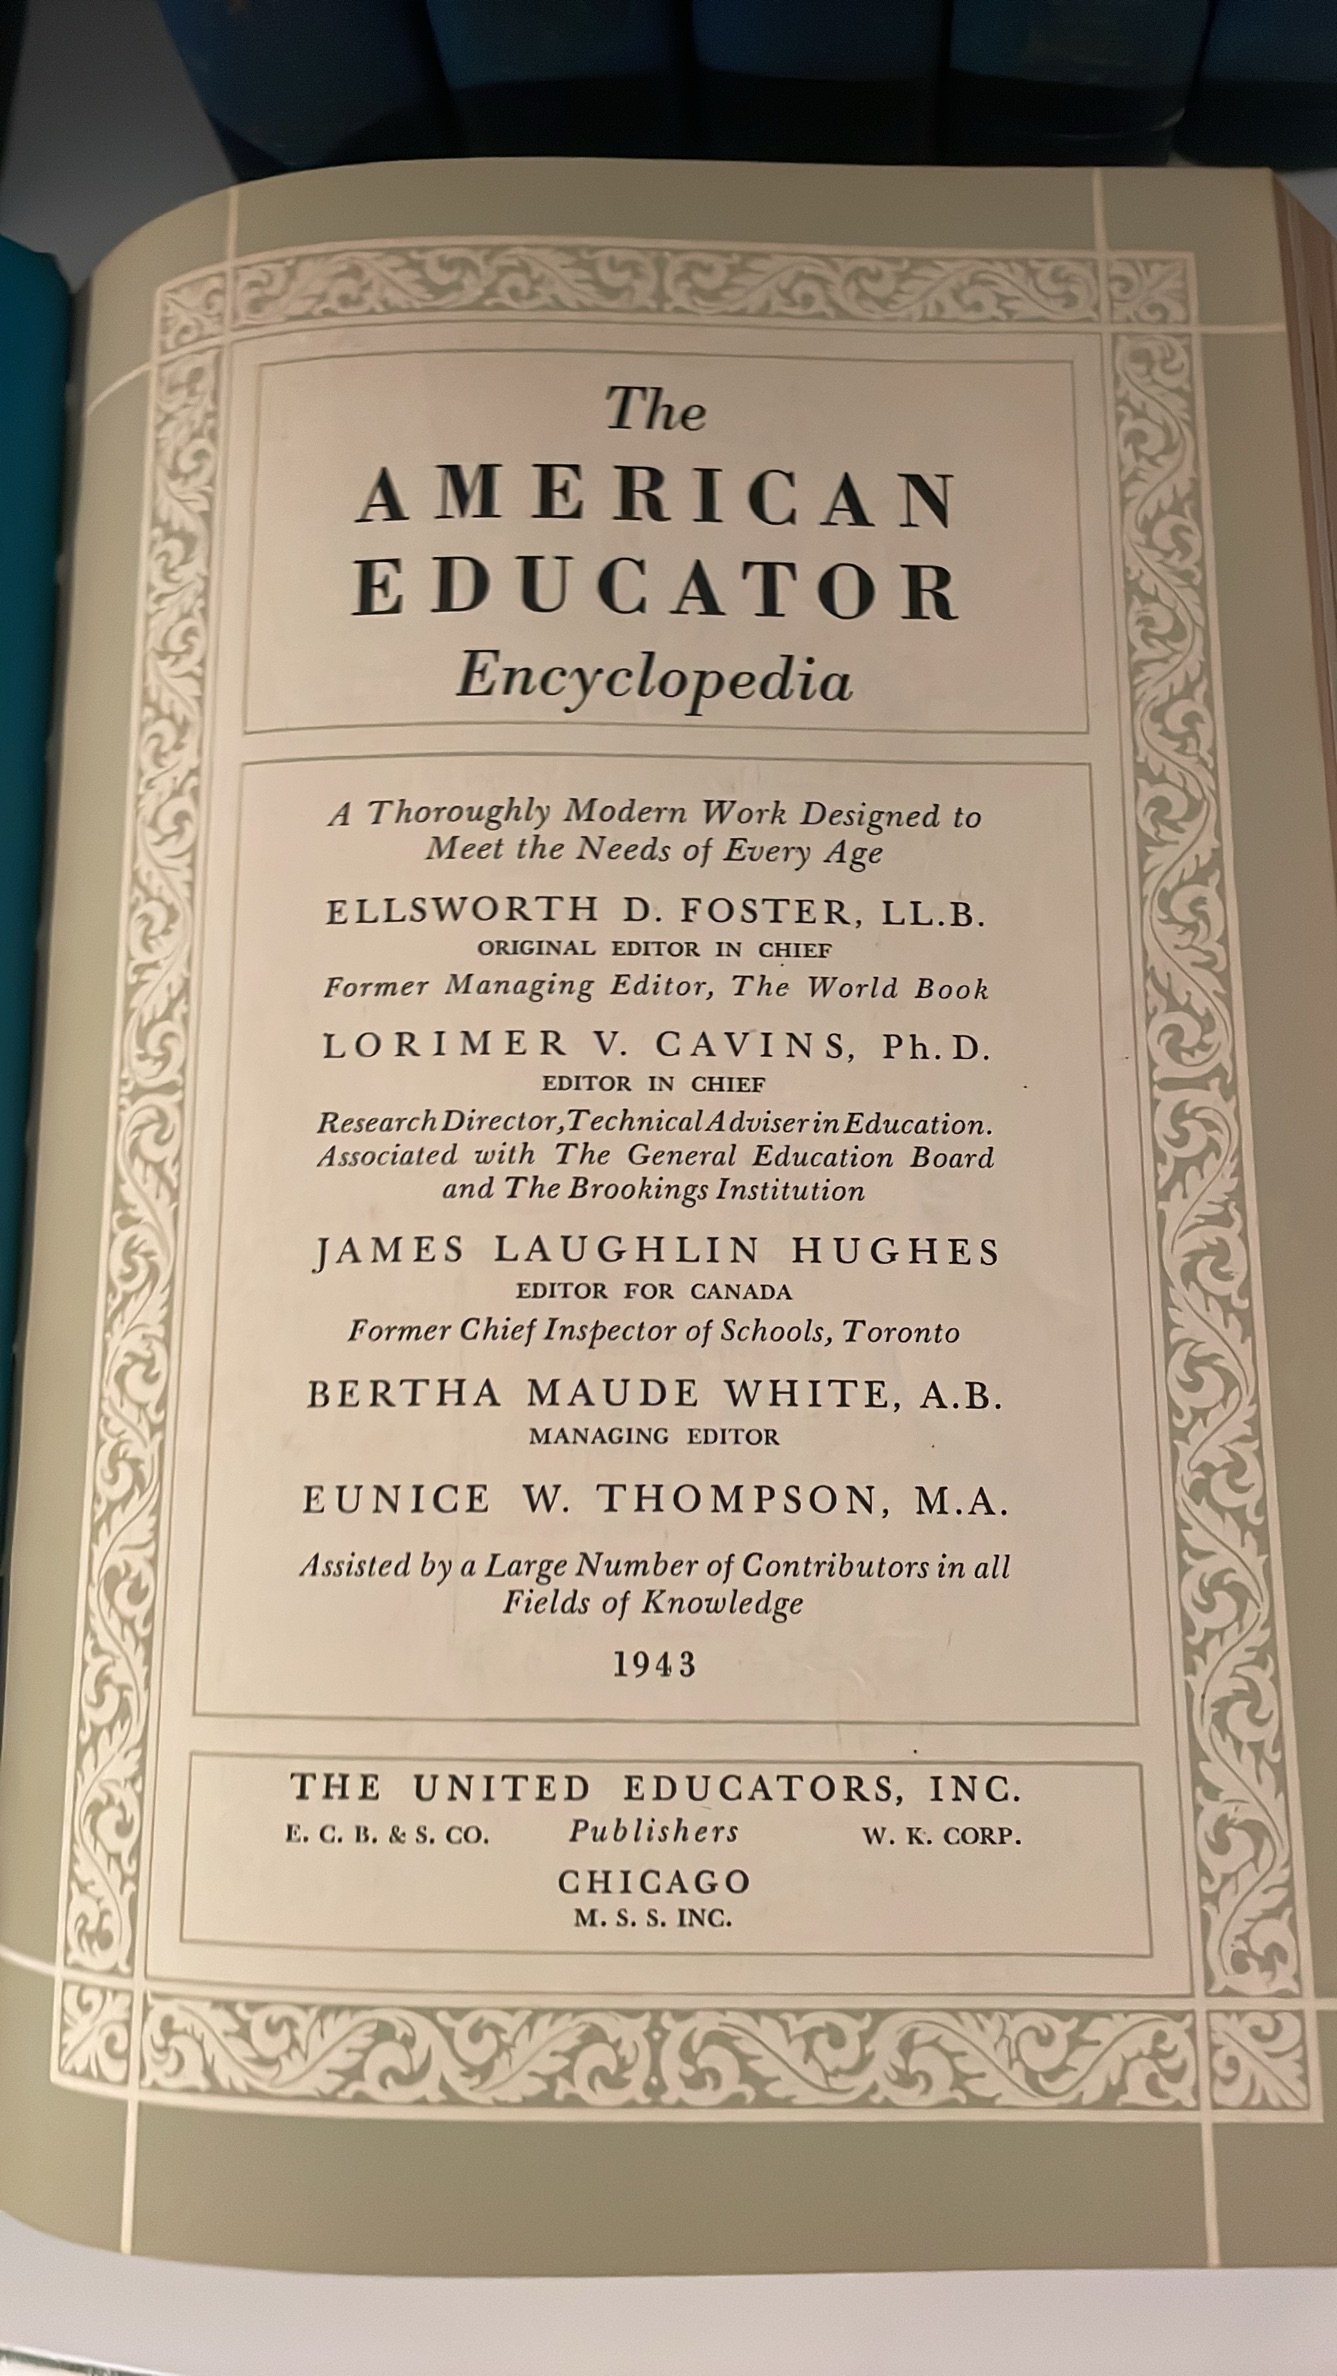 The
AMERICAN
EDUCATOR
Encyclopedia
A Thoroughly Modern Work Designed to
Meet the Needs of Every Age
ELLSWORTH D. FOSTER, LL.B.
ORIGINAL EDITOR IN CHIEF
Former Managing Editor, The World Book
LORIMER V. CAVINS, Ph.D.
EDITOR IN CHIEF
Research Director, Technical Adviser in Education.
Associated with The General Education Board
and The Brookings Institution
JAMES LAUGHLIN HUGHES
EDITOR FOR CANADA
Former Chief Inspector of Schools, Toronto
BERTHA MAUDE WHITE, A.B.
MANAGING EDITOR
EUNICE W. THOMPSON, M.A.
Assisted by a Large Number of Contributors in all
Fields of Knowledge
1943
THE UNITED EDUCATORS, INC.
E. C. B. & S. CO. Publishers W. K. CORP.
CHICAGO
M. S. S. INC.